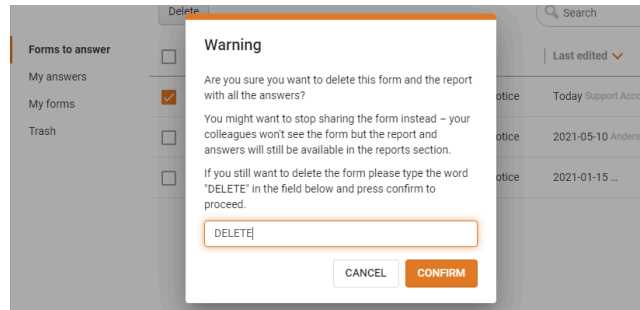 Delete
Search
Forms to answer
My answers
My forms
Trash
Last edited
otice Today Support Acco
otice 2021-05-10 Anders
otice 2021-01-15 ...
Warning
Are you sure you want to delete this form and the report
with all the answers?
You might want to stop sharing the form instead – your
colleagues won't see the form but the report and
answers will still be available in the reports section.
If you still want to delete the form please type the word
"DELETE" in the field below and press confirm to
proceed.
DELETE
CANCEL CONFIRM